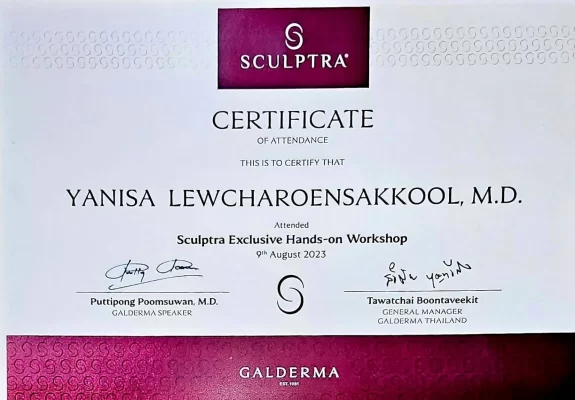 SCULPTRA®
CERTIFICATE
OF ATTENDANCE
THIS IS TO CERTIFY THAT
YANISA LEWCHAROENSAKKOOL, M.D.
Attended
Sculptra Exclusive Hands-on Workshop
9th August 2023
Puttipong Poomsuwan, M.D.
GALDERMA SPEAKER
Tawatchai Boontaveekit
GENERAL MANAGER
GALDERMA THAILAND
GALDERMA
EST. 1981